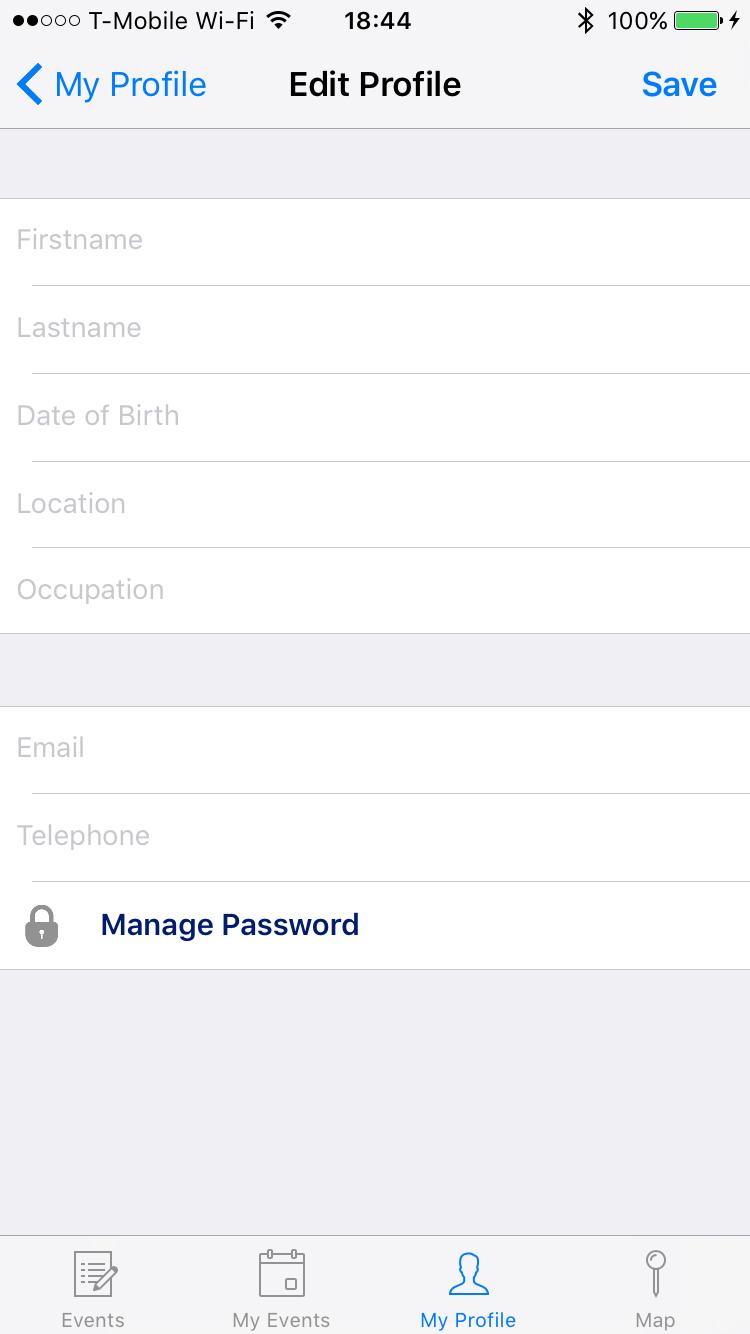 T-Mobile Wi-Fi 18:44 100%
My Profile Edit Profile Save
Firstname
Lastname
Date of Birth
Location
Occupation
Email
Telephone
Manage Password
Events My Events My Profile Map